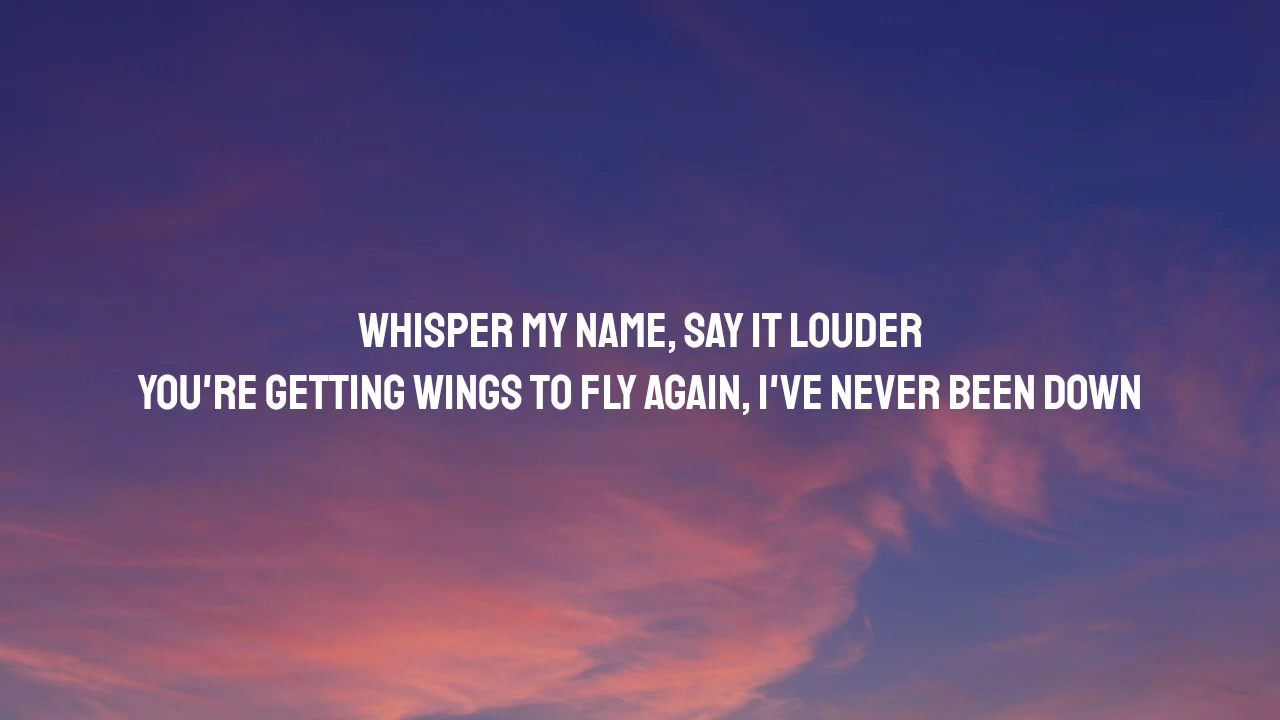 WHISPER MY NAME, SAY IT LOUDER
YOU'RE GETTING WINGS TO FLY AGAIN, I'VE NEVER BEEN DOWN